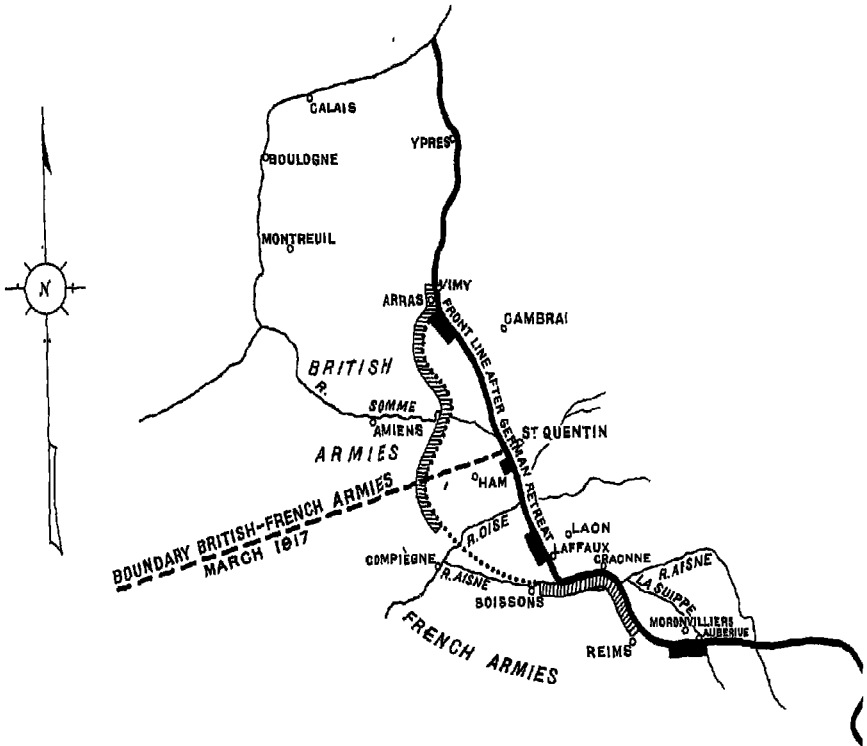 CALAIS
YPRES
BOULOGNE
MONTREUIL
N
VIMY
ARRAS
CAMBRAI
FRONT LINE AFTER GERMAN RETREAT
BRITISH
R.
SOMME
AMIENS
ST QUENTIN
ARMIES
HAM
BOUNDARY BRITISH-FRENCH ARMIES
MARCH 1917
R. OISE
LAON
LAFFAUX
COMPIÈGNE
CRAONNE
R. AISNE
R. AISNE
LA SUIPPE
BOISSONS
MORONVILLIERS
AUBERIVE
REIMS
FRENCH ARMIES